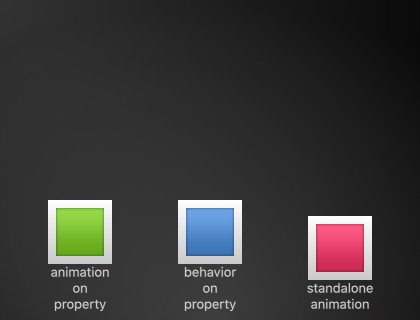 animation
on
property
behavior
on
property
standalone
animation